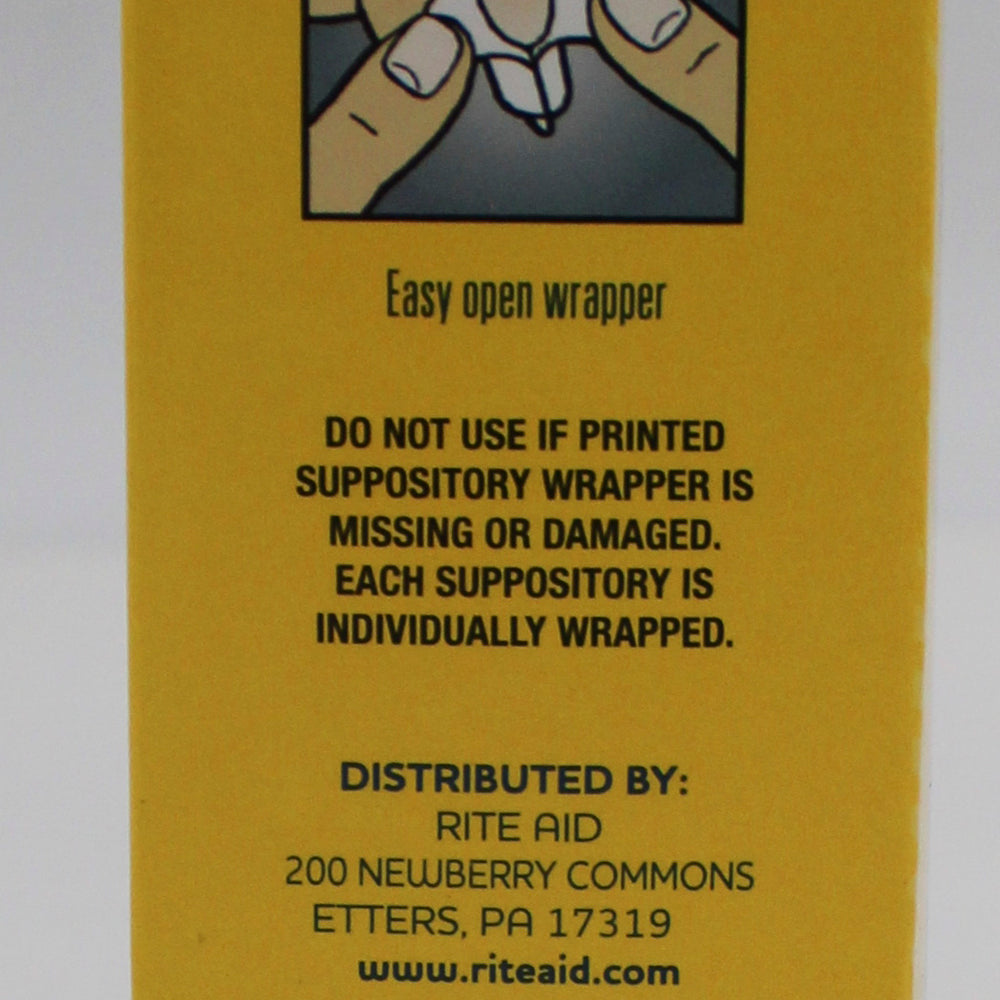 Easy open wrapper
DO NOT USE IF PRINTED
SUPPOSITORY WRAPPER IS
MISSING OR DAMAGED.
EACH SUPPOSITORY IS
INDIVIDUALLY WRAPPED.
DISTRIBUTED BY:
RITE AID
200 NEWBERRY COMMONS
ETTERS, PA 17319
www.riteaid.com